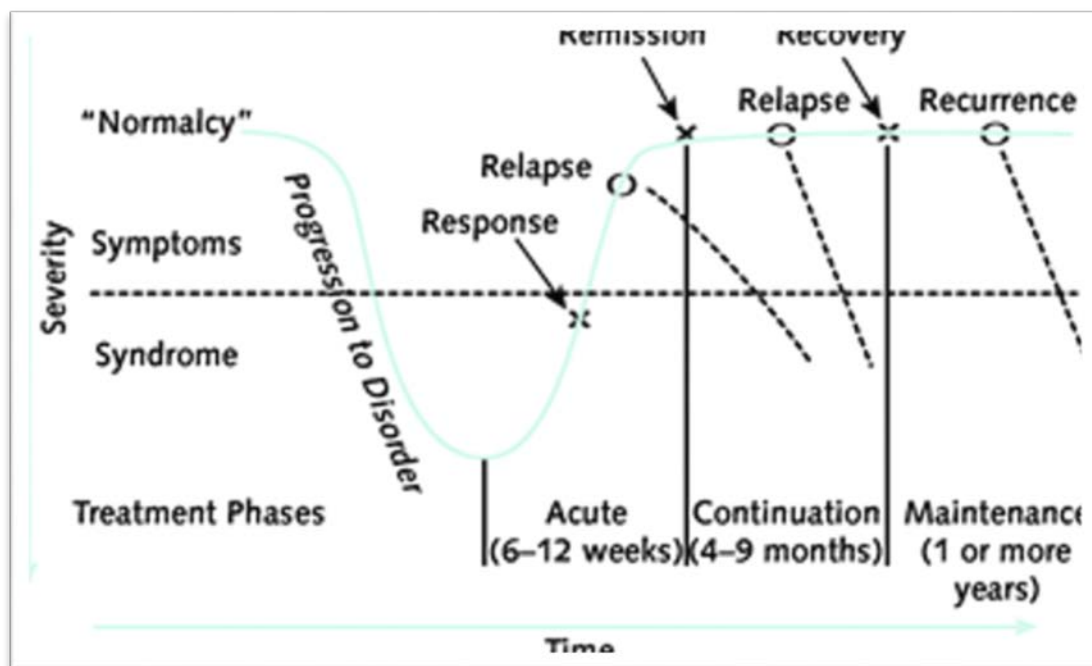 Remission
Recovery
Relapse
Recurrence
"Normalcy"
Relapse
Response
Progression to Disorder
Severity
Symptoms
Syndrome
Treatment Phases
Acute
(6–12 weeks)
Continuation
(4–9 months)
Maintenance
(1 or more
years)
Time